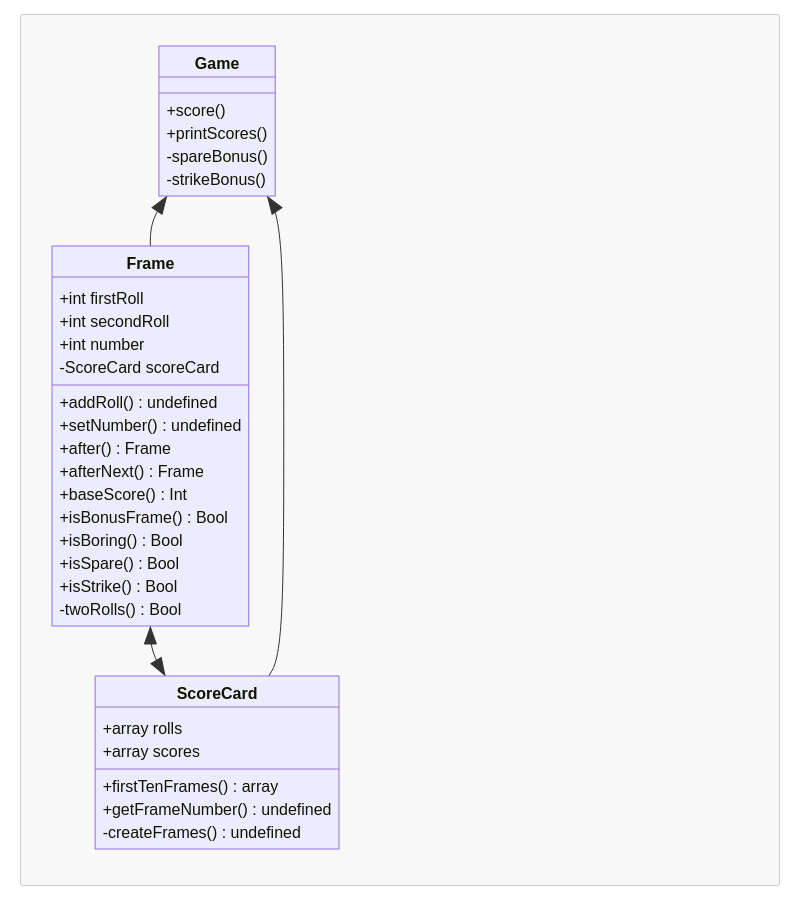 Game
+score()
+printScores()
-spareBonus()
-strikeBonus()
Frame
+int firstRoll
+int secondRoll
+int number
-ScoreCard scoreCard
+addRoll() : undefined
+setNumber() : undefined
+after() : Frame
+afterNext() : Frame
+baseScore() : Int
+isBonusFrame() : Bool
+isBoring() : Bool
+isSpare() : Bool
+isStrike() : Bool
-twoRolls() : Bool
ScoreCard
+array rolls
+array scores
+firstTenFrames() : array
+getFrameNumber() : undefined
-createFrames() : undefined